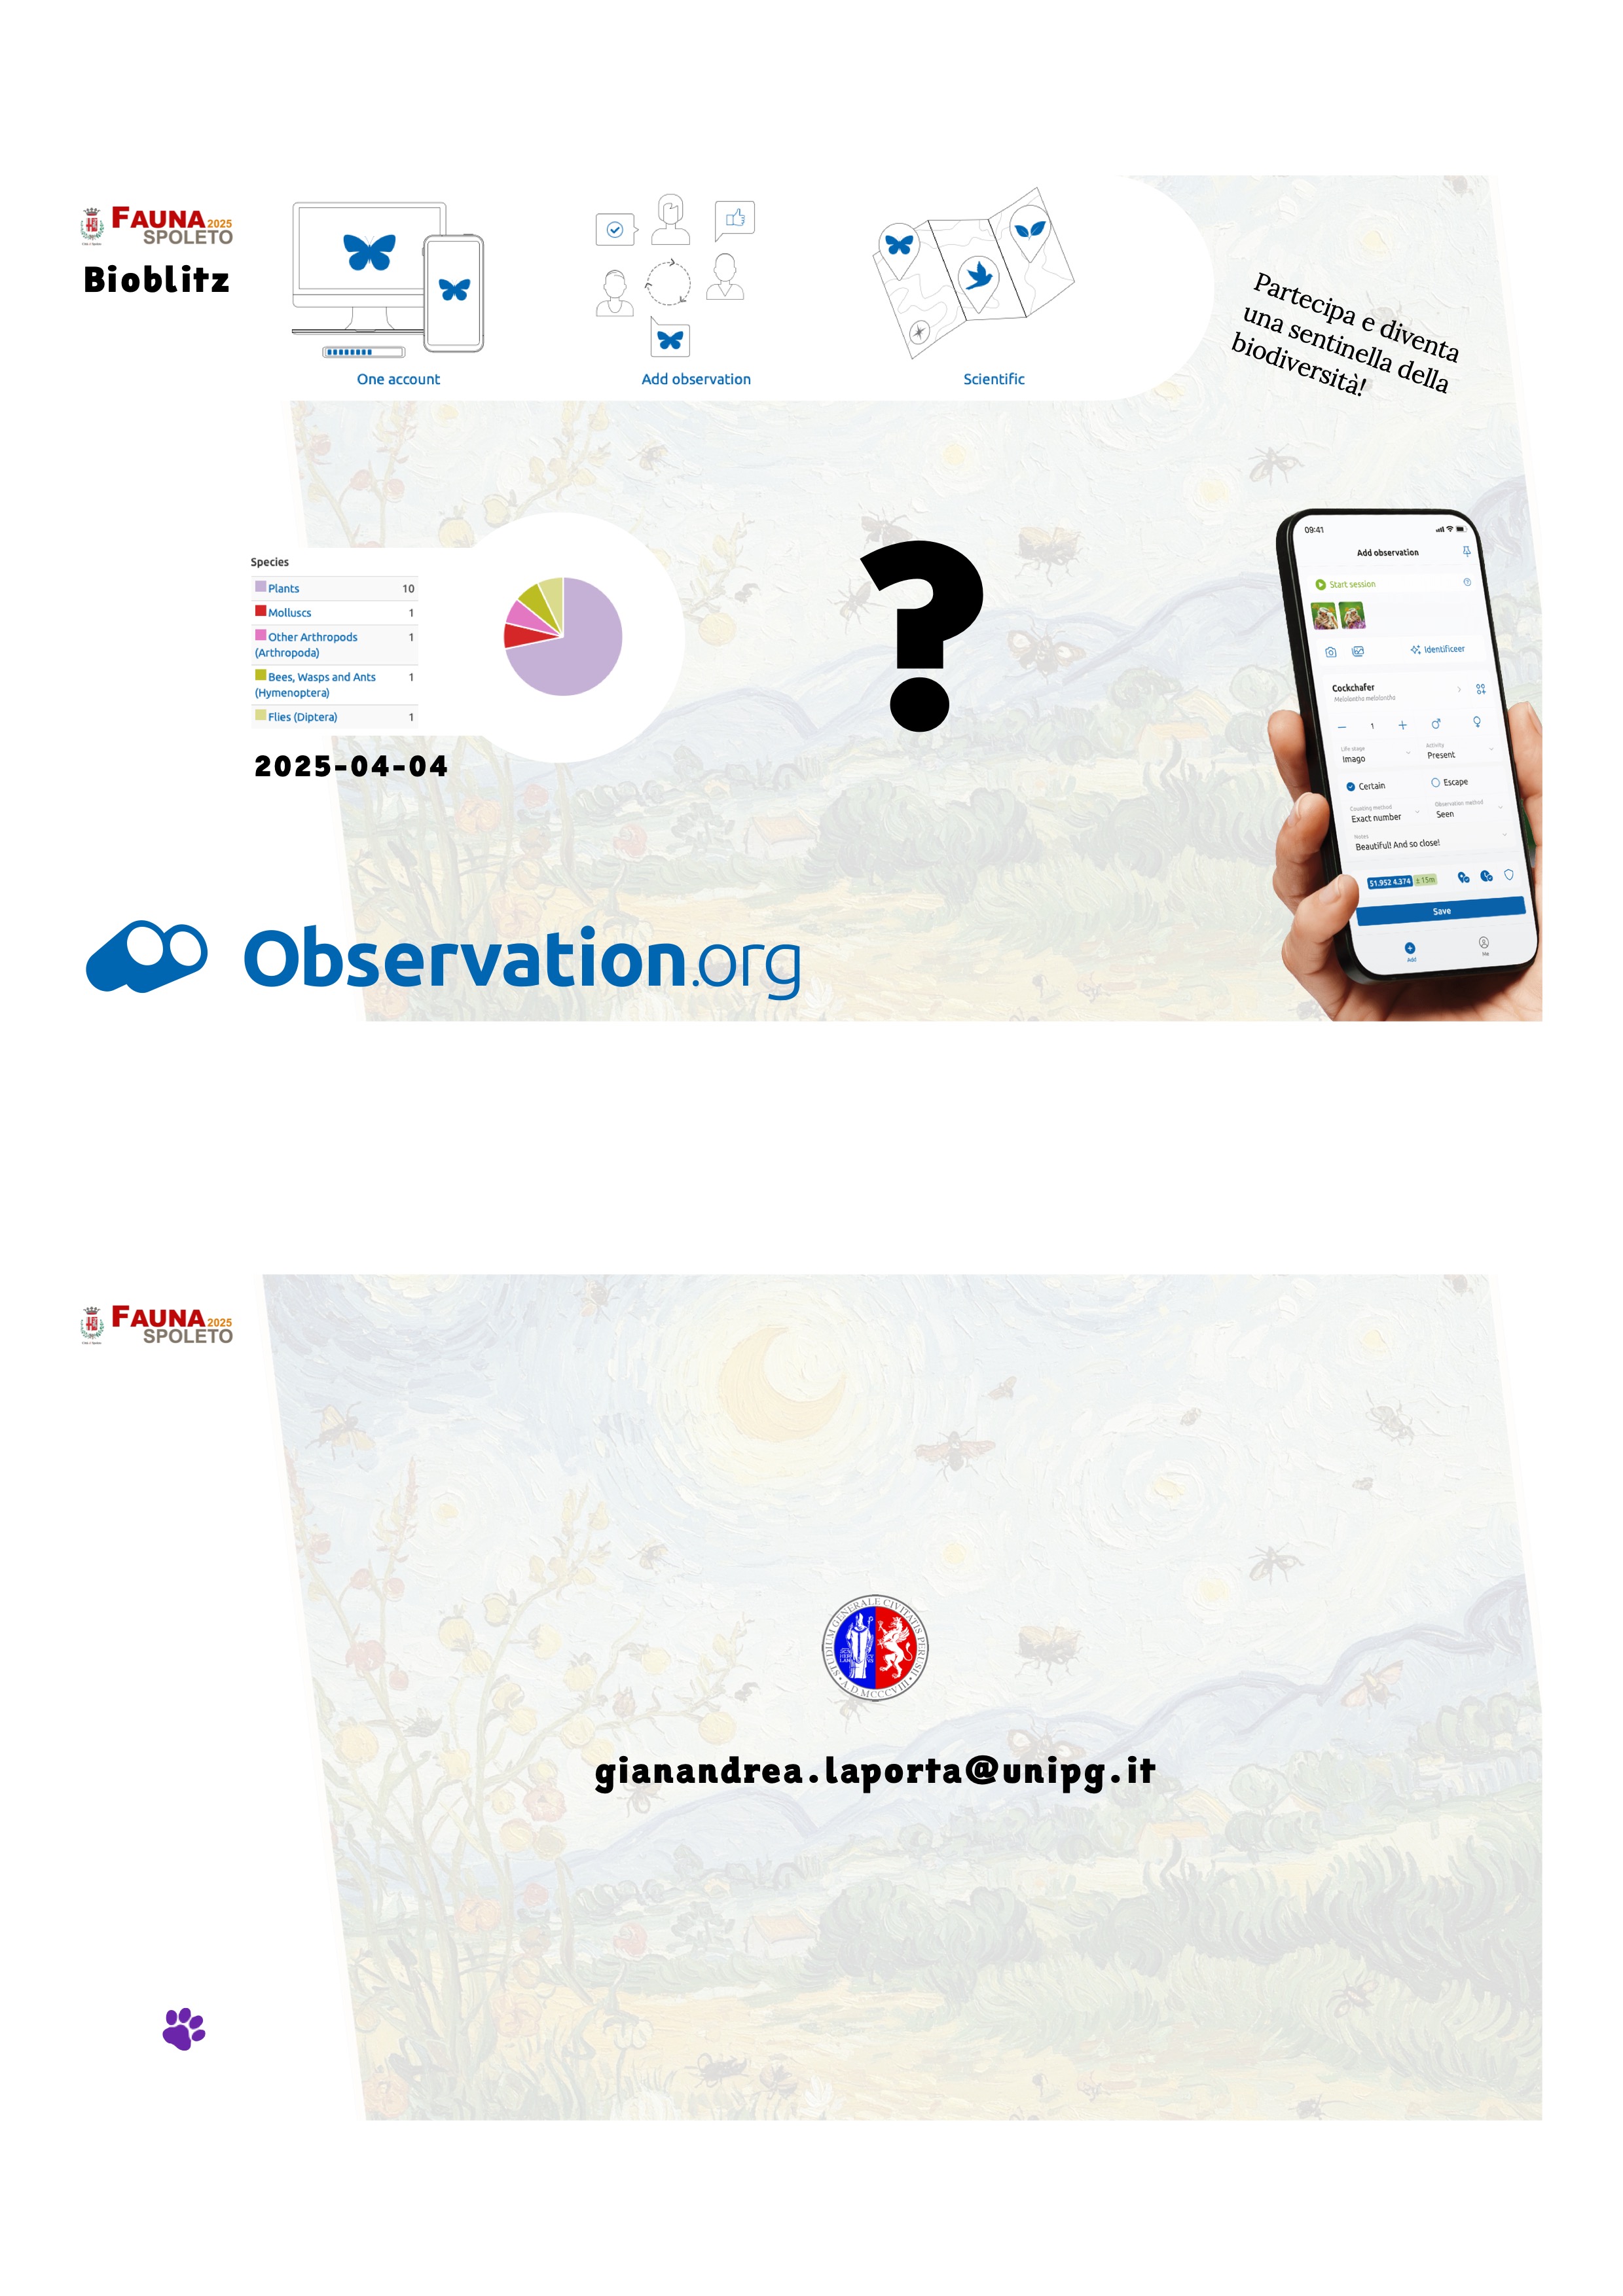 FAUNA 2025
SPOLETO
Bioblitz
One account
Add observation
Scientific
Partecipa e diventa
una sentinella della
biodiversità!
Species
Plants 10
Molluscs 1
Other Arthropods 1
(Arthropoda)
Bees, Wasps and Ants 1
(Hymenoptera)
Flies (Diptera) 1
2025-04-04
?
09:41
Add observation
Start session
Identificeer
Cockchafer
Melolontha melolontha
1
Life stage
Imago
Activity
Present
Certain
Escape
Counting method
Exact number
Observation method
Seen
Notes
Beautiful! And so close!
51.952 4.374 ± 15m
Save
Add
Me
Observation.org
FAUNA 2025
SPOLETO
STUDIUM GENERALE CIVITATIS PERUSII
A.D. MCCCVIII
gianandrea.laporta@unipg.it